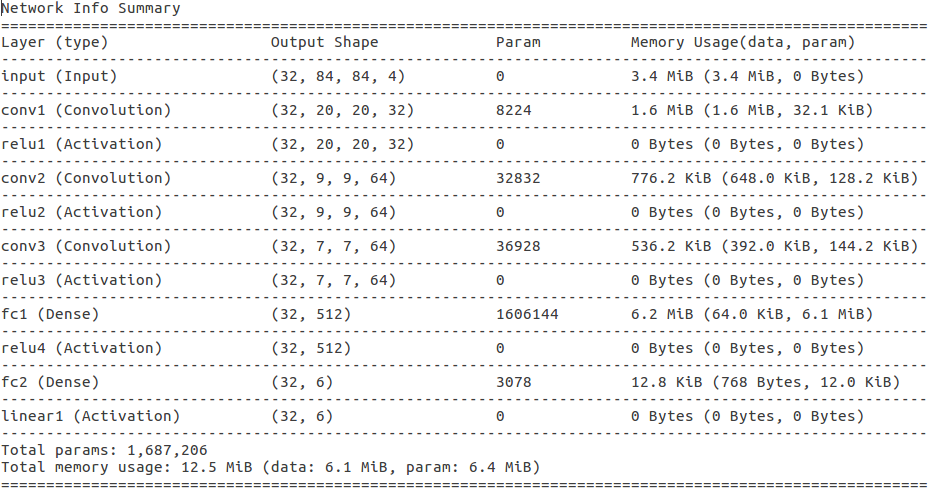 Network Info Summary
=======================================================================================================
Layer (type)                  Output Shape             Param          Memory Usage(data, param)
-------------------------------------------------------------------------------------------------------
input (Input)                 (32, 84, 84, 4)          0              3.4 MiB (3.4 MiB, 0 Bytes)
-------------------------------------------------------------------------------------------------------
conv1 (Convolution)           (32, 20, 20, 32)         8224           1.6 MiB (1.6 MiB, 32.1 KiB)
-------------------------------------------------------------------------------------------------------
relu1 (Activation)            (32, 20, 20, 32)         0              0 Bytes (0 Bytes, 0 Bytes)
-------------------------------------------------------------------------------------------------------
conv2 (Convolution)           (32, 9, 9, 64)           32832          776.2 KiB (648.0 KiB, 128.2 KiB)
-------------------------------------------------------------------------------------------------------
relu2 (Activation)            (32, 9, 9, 64)           0              0 Bytes (0 Bytes, 0 Bytes)
-------------------------------------------------------------------------------------------------------
conv3 (Convolution)           (32, 7, 7, 64)           36928          536.2 KiB (392.0 KiB, 144.2 KiB)
-------------------------------------------------------------------------------------------------------
relu3 (Activation)            (32, 7, 7, 64)           0              0 Bytes (0 Bytes, 0 Bytes)
-------------------------------------------------------------------------------------------------------
fc1 (Dense)                   (32, 512)                1606144        6.2 MiB (64.0 KiB, 6.1 MiB)
-------------------------------------------------------------------------------------------------------
relu4 (Activation)            (32, 512)                0              0 Bytes (0 Bytes, 0 Bytes)
-------------------------------------------------------------------------------------------------------
fc2 (Dense)                   (32, 6)                  3078           12.8 KiB (768 Bytes, 12.0 KiB)
-------------------------------------------------------------------------------------------------------
linear1 (Activation)          (32, 6)                  0              0 Bytes (0 Bytes, 0 Bytes)
-------------------------------------------------------------------------------------------------------
Total params: 1,687,206
Total memory usage: 12.5 MiB (data: 6.1 MiB, param: 6.4 MiB)
=======================================================================================================